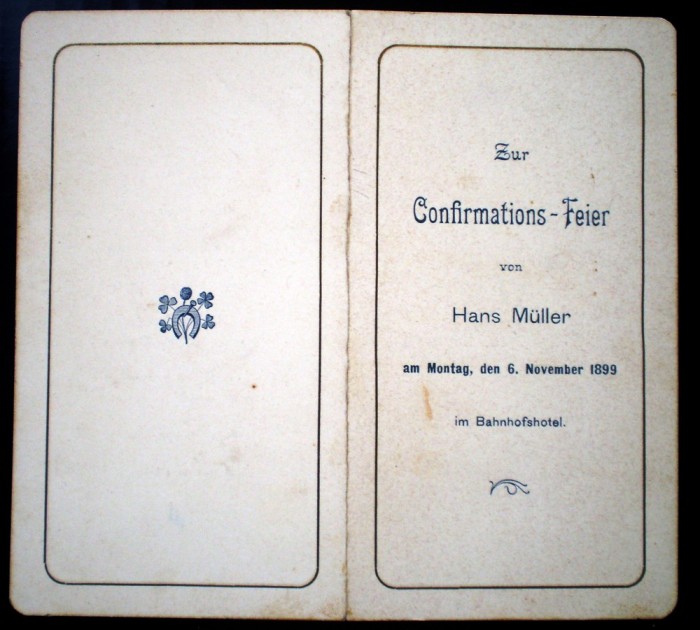 Zur
Confirmations-Feier
von
Hans Müller
am Montag, den 6. November 1899
im Bahnhofshotel.